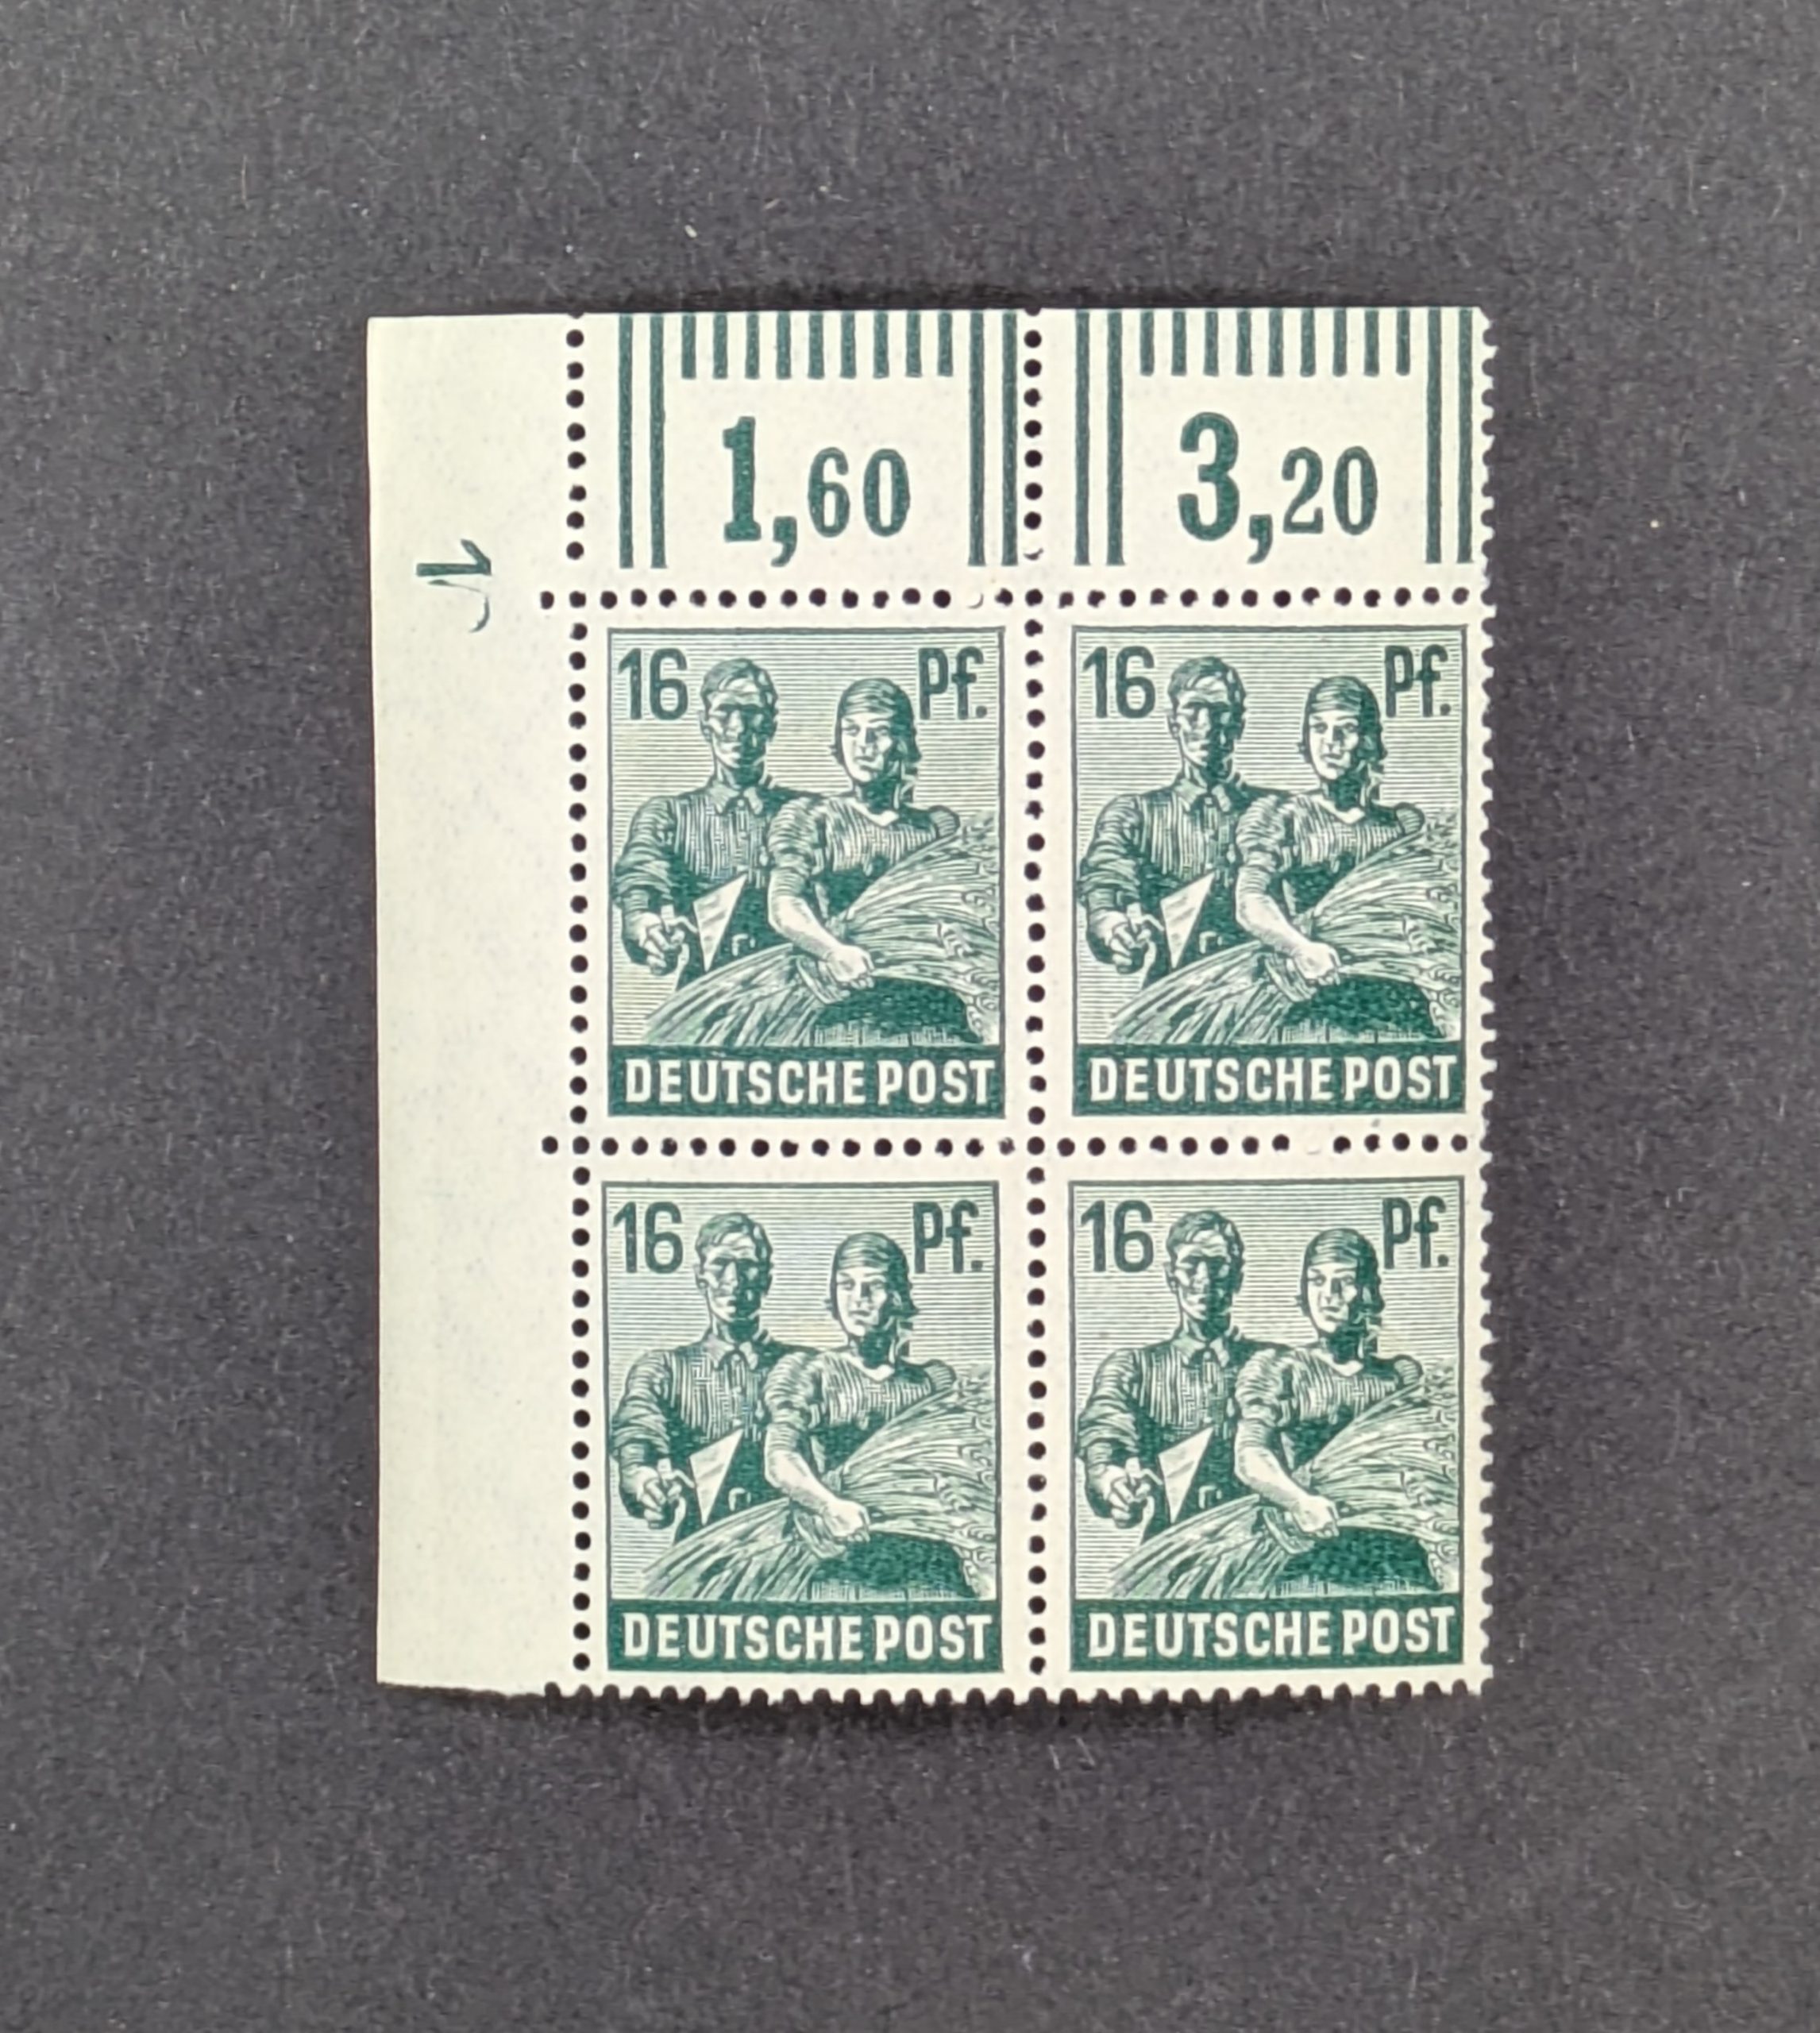 1,60 3,20
1
16 Pf. 16 Pf.
DEUTSCHE POST DEUTSCHE POST
16 Pf. 16 Pf.
DEUTSCHE POST DEUTSCHE POST